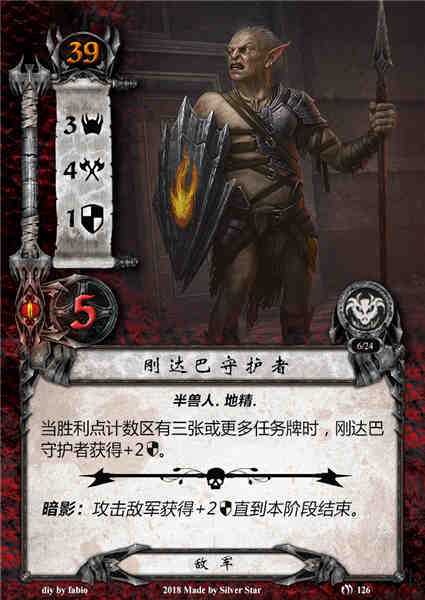 39
3
4
1
5
6/24
刚达巴守护者
半兽人. 地精.
当胜利点计数区有三张或更多任务牌时，刚达巴
守护者获得+2。
暗影：攻击敌军获得+2直到本阶段结束。
敌军
diy by fabio 2018 Made by Silver Star 126